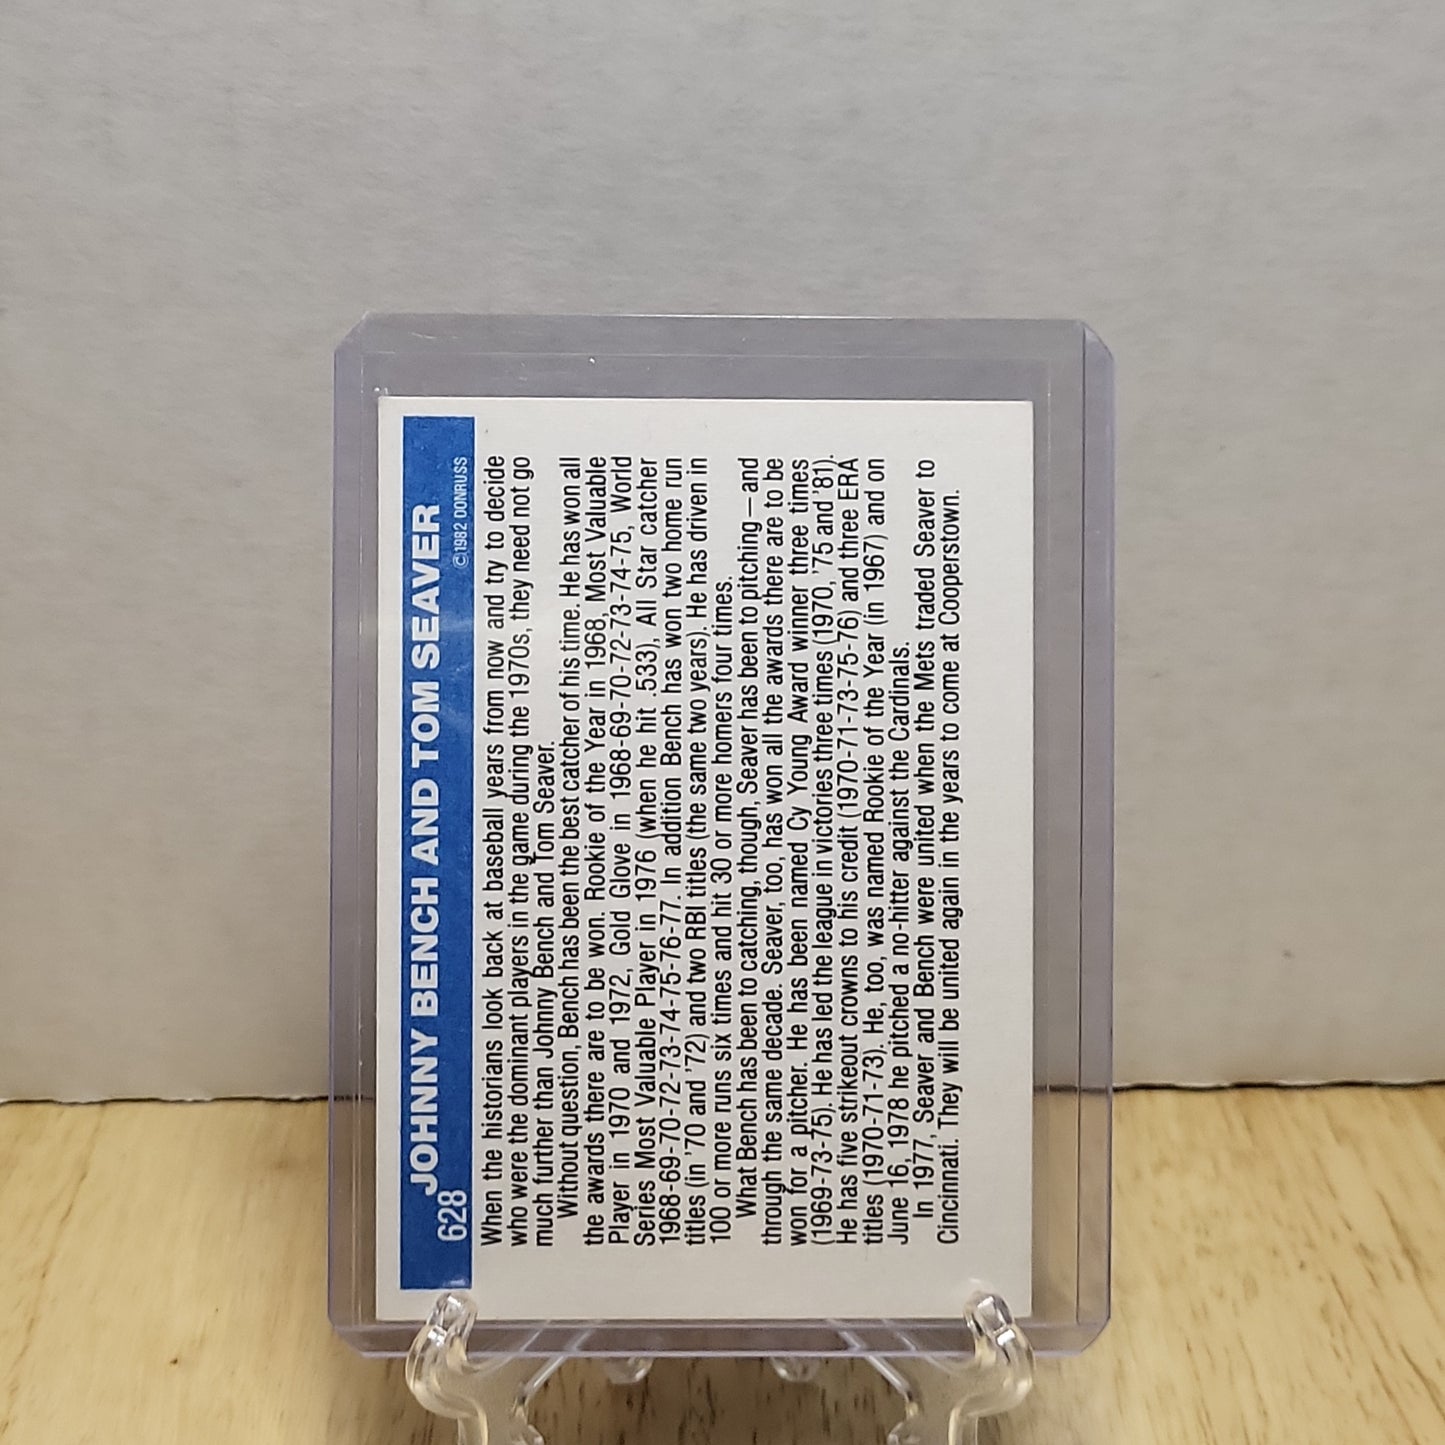 628
JOHNNY BENCH AND TOM SEAVER
©1982 DONRUSS
When the historians look back at baseball years from now and try to decide
who were the dominant players in the game during the 1970s, they need not go
much further than Johnny Bench and Tom Seaver.
Without question, Bench has been the best catcher of his time. He has won all
the awards there are to be won. Rookie of the Year in 1968, Most Valuable
Player in 1970 and 1972, Gold Glove in 1968-69-70-72-73-74-75, World
Series Most Valuable Player in 1976 (when he hit .533), All Star catcher
1968-69-70-72-73-74-75-76-77. In addition Bench has won two home run
titles (in '70 and '72) and two RBI titles (the same two years). He has driven in
100 or more runs six times and hit 30 or more homers four times.
What Bench has been to catching, though, Seaver has been to pitching—and
through the same decade. Seaver, too, has won all the awards there are to be
won for a pitcher. He has been named Cy Young Award winner three times
(1969-73-75). He has led the league in victories three times (1970, '75 and '81).
He has five strikeout crowns to his credit (1970-71-73-75-76) and three ERA
titles (1970-71-73). He, too, was named Rookie of the Year (in 1967) and on
June 16, 1978 he pitched a no-hitter against the Cardinals.
In 1977, Seaver and Bench were united when the Mets traded Seaver to
Cincinnati. They will be united again in the years to come at Cooperstown.